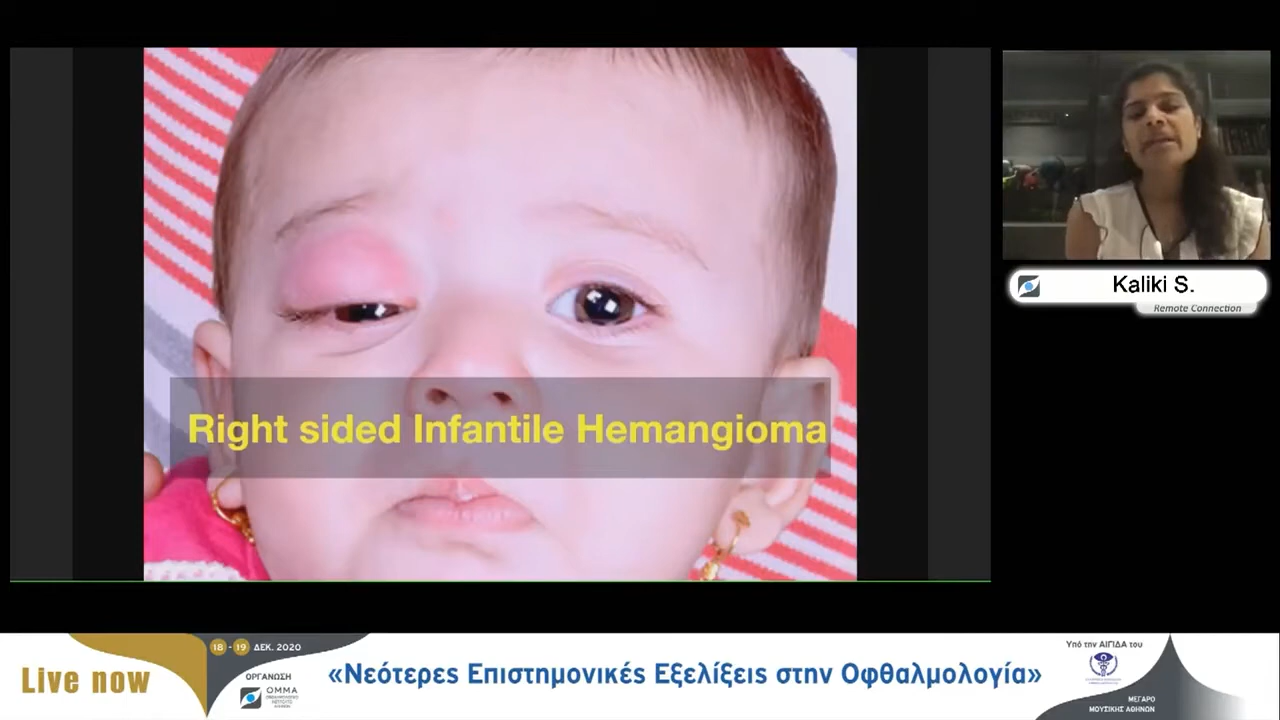 Right sided Infantile Hemangioma
Kaliki S.
Remote Connection
Live now
18 - 19 ΔΕΚ. 2020
ΟΡΓΑΝΩΣΗ
OMMA
«Νεότερες Επιστημονικές Εξελίξεις στην Οφθαλμολογία»
Υπό την ΑΙΓΙΔΑ του
ΜΕΓΑΡΟ
ΜΟΥΣΙΚΗΣ ΑΘΗΝΩΝ